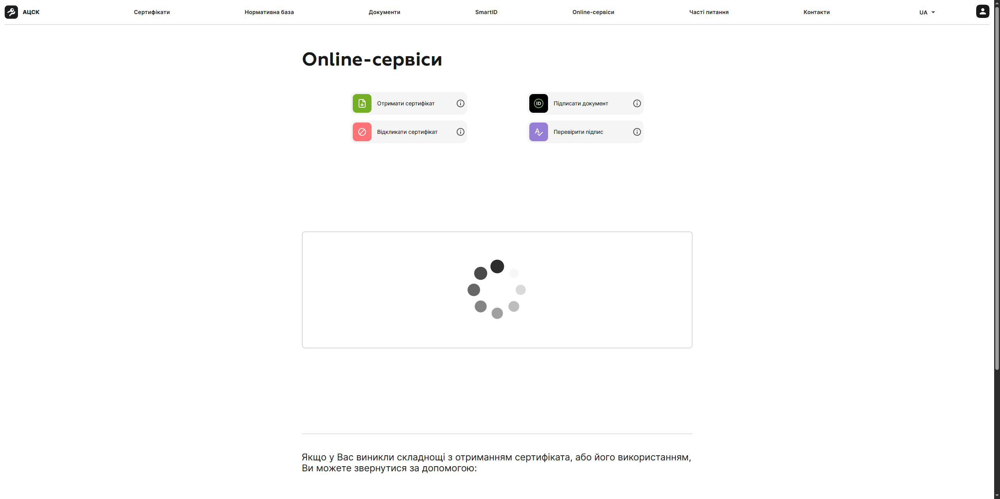 АЦСК
Сертифікати
Нормативна база
Документи
SmartID
Online-сервіси
Часті питання
Контакти
UA
Online-сервіси
Отримати сертифікат
ID
Підписати документ
Відкликати сертифікат
Перевірити підпис
Якщо у Вас виникли складнощі з отриманням сертифіката, або його використанням,
Ви можете звернутися за допомогою: